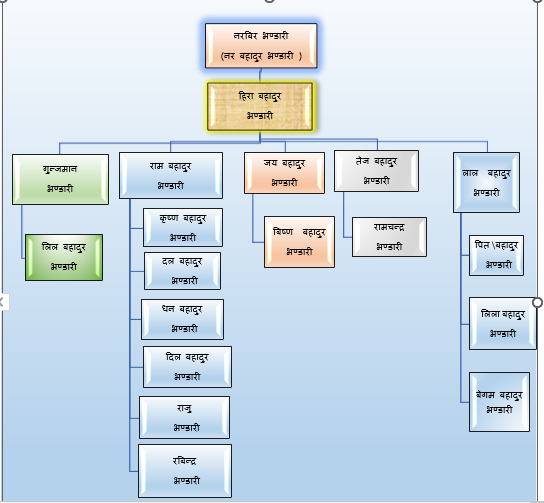 नरबिर भण्डारी
(नर बहादुर भण्डारी )
हिरा बहादुर
भण्डारी
गुन्जमान
भण्डारी
लिल बहादुर
भण्डारी
राम बहादुर
भण्डारी
कृष्ण बहादुर
भण्डारी
दल बहादुर
भण्डारी
धन बहादुर
भण्डारी
दिल बहादुर
भण्डारी
राजु
भण्डारी
रबिन्द्र
भण्डारी
जय बहादुर
भण्डारी
बिष्ण बहादुर
भण्डारी
तेज बहादुर
भण्डारी
रामचन्द्र
भण्डारी
लाल बहादुर
भण्डारी
पित \बहादुर
भण्डारी
लिला बहादुर
भण्डारी
बेगम बहादुर
भण्डारी